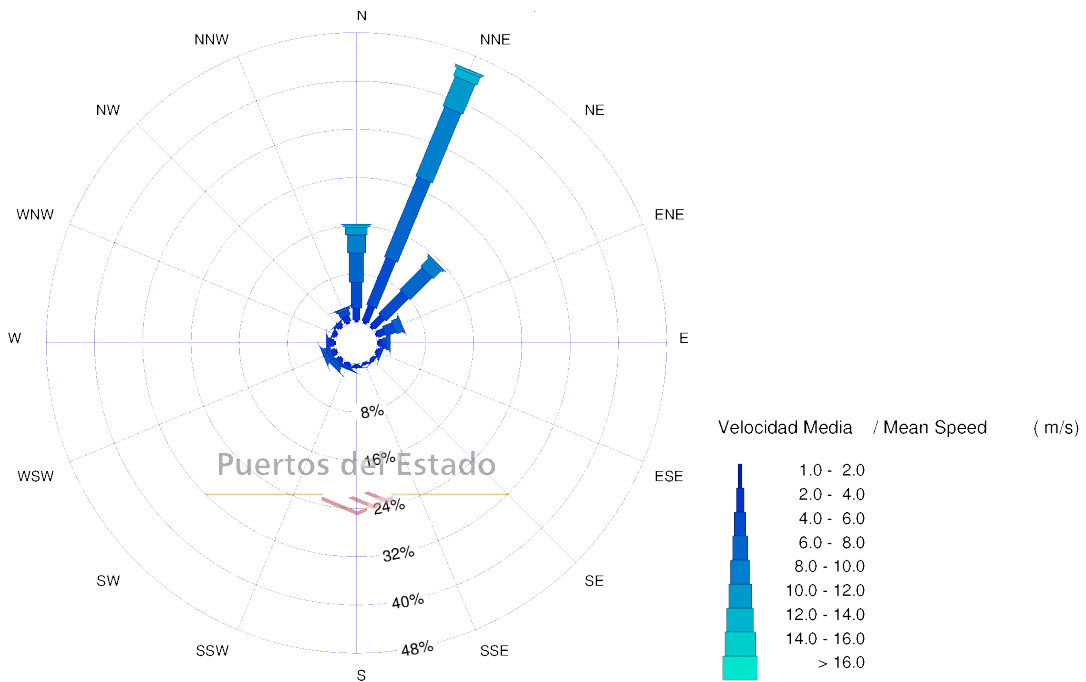 N
NNW
NNE
NW
NE
WNW
ENE
W
E
8%
Velocidad Media / Mean Speed ( m/s)
16%
Puertos del Estado
WSW
ESE
1.0 - 2.0
2.0 - 4.0
24%
4.0 - 6.0
6.0 - 8.0
32%
8.0 - 10.0
SW
SE
10.0 - 12.0
40%
12.0 - 14.0
14.0 - 16.0
SSW
48%
SSE
> 16.0
S